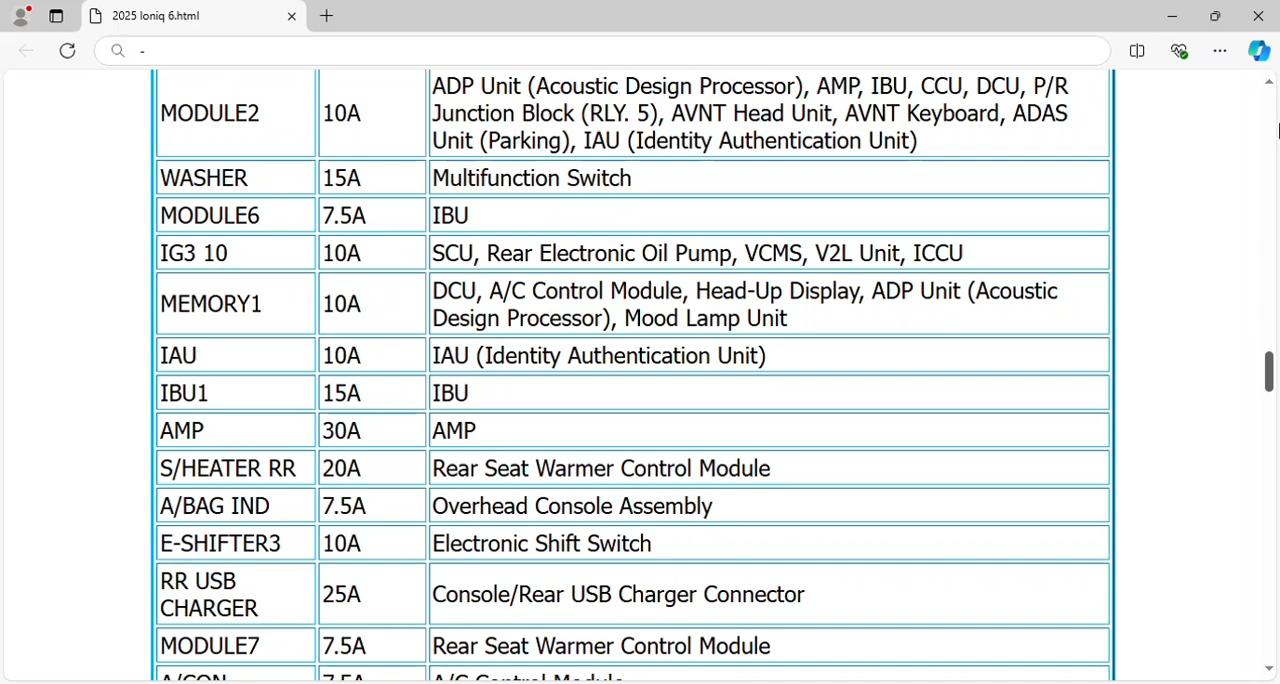 2025 Ioniq 6.html
-
MODULE2 10A ADP Unit (Acoustic Design Processor), AMP, IBU, CCU, DCU, P/R
Junction Block (RLY. 5), AVNT Head Unit, AVNT Keyboard, ADAS
Unit (Parking), IAU (Identity Authentication Unit)
WASHER 15A Multifunction Switch
MODULE6 7.5A IBU
IG3 10 10A SCU, Rear Electronic Oil Pump, VCMS, V2L Unit, ICCU
MEMORY1 10A DCU, A/C Control Module, Head-Up Display, ADP Unit (Acoustic
Design Processor), Mood Lamp Unit
IAU 10A IAU (Identity Authentication Unit)
IBU1 15A IBU
AMP 30A AMP
S/HEATER RR 20A Rear Seat Warmer Control Module
A/BAG IND 7.5A Overhead Console Assembly
E-SHIFTER3 10A Electronic Shift Switch
RR USB
CHARGER 25A Console/Rear USB Charger Connector
MODULE7 7.5A Rear Seat Warmer Control Module
A/CON 7.5A A/C Control Module